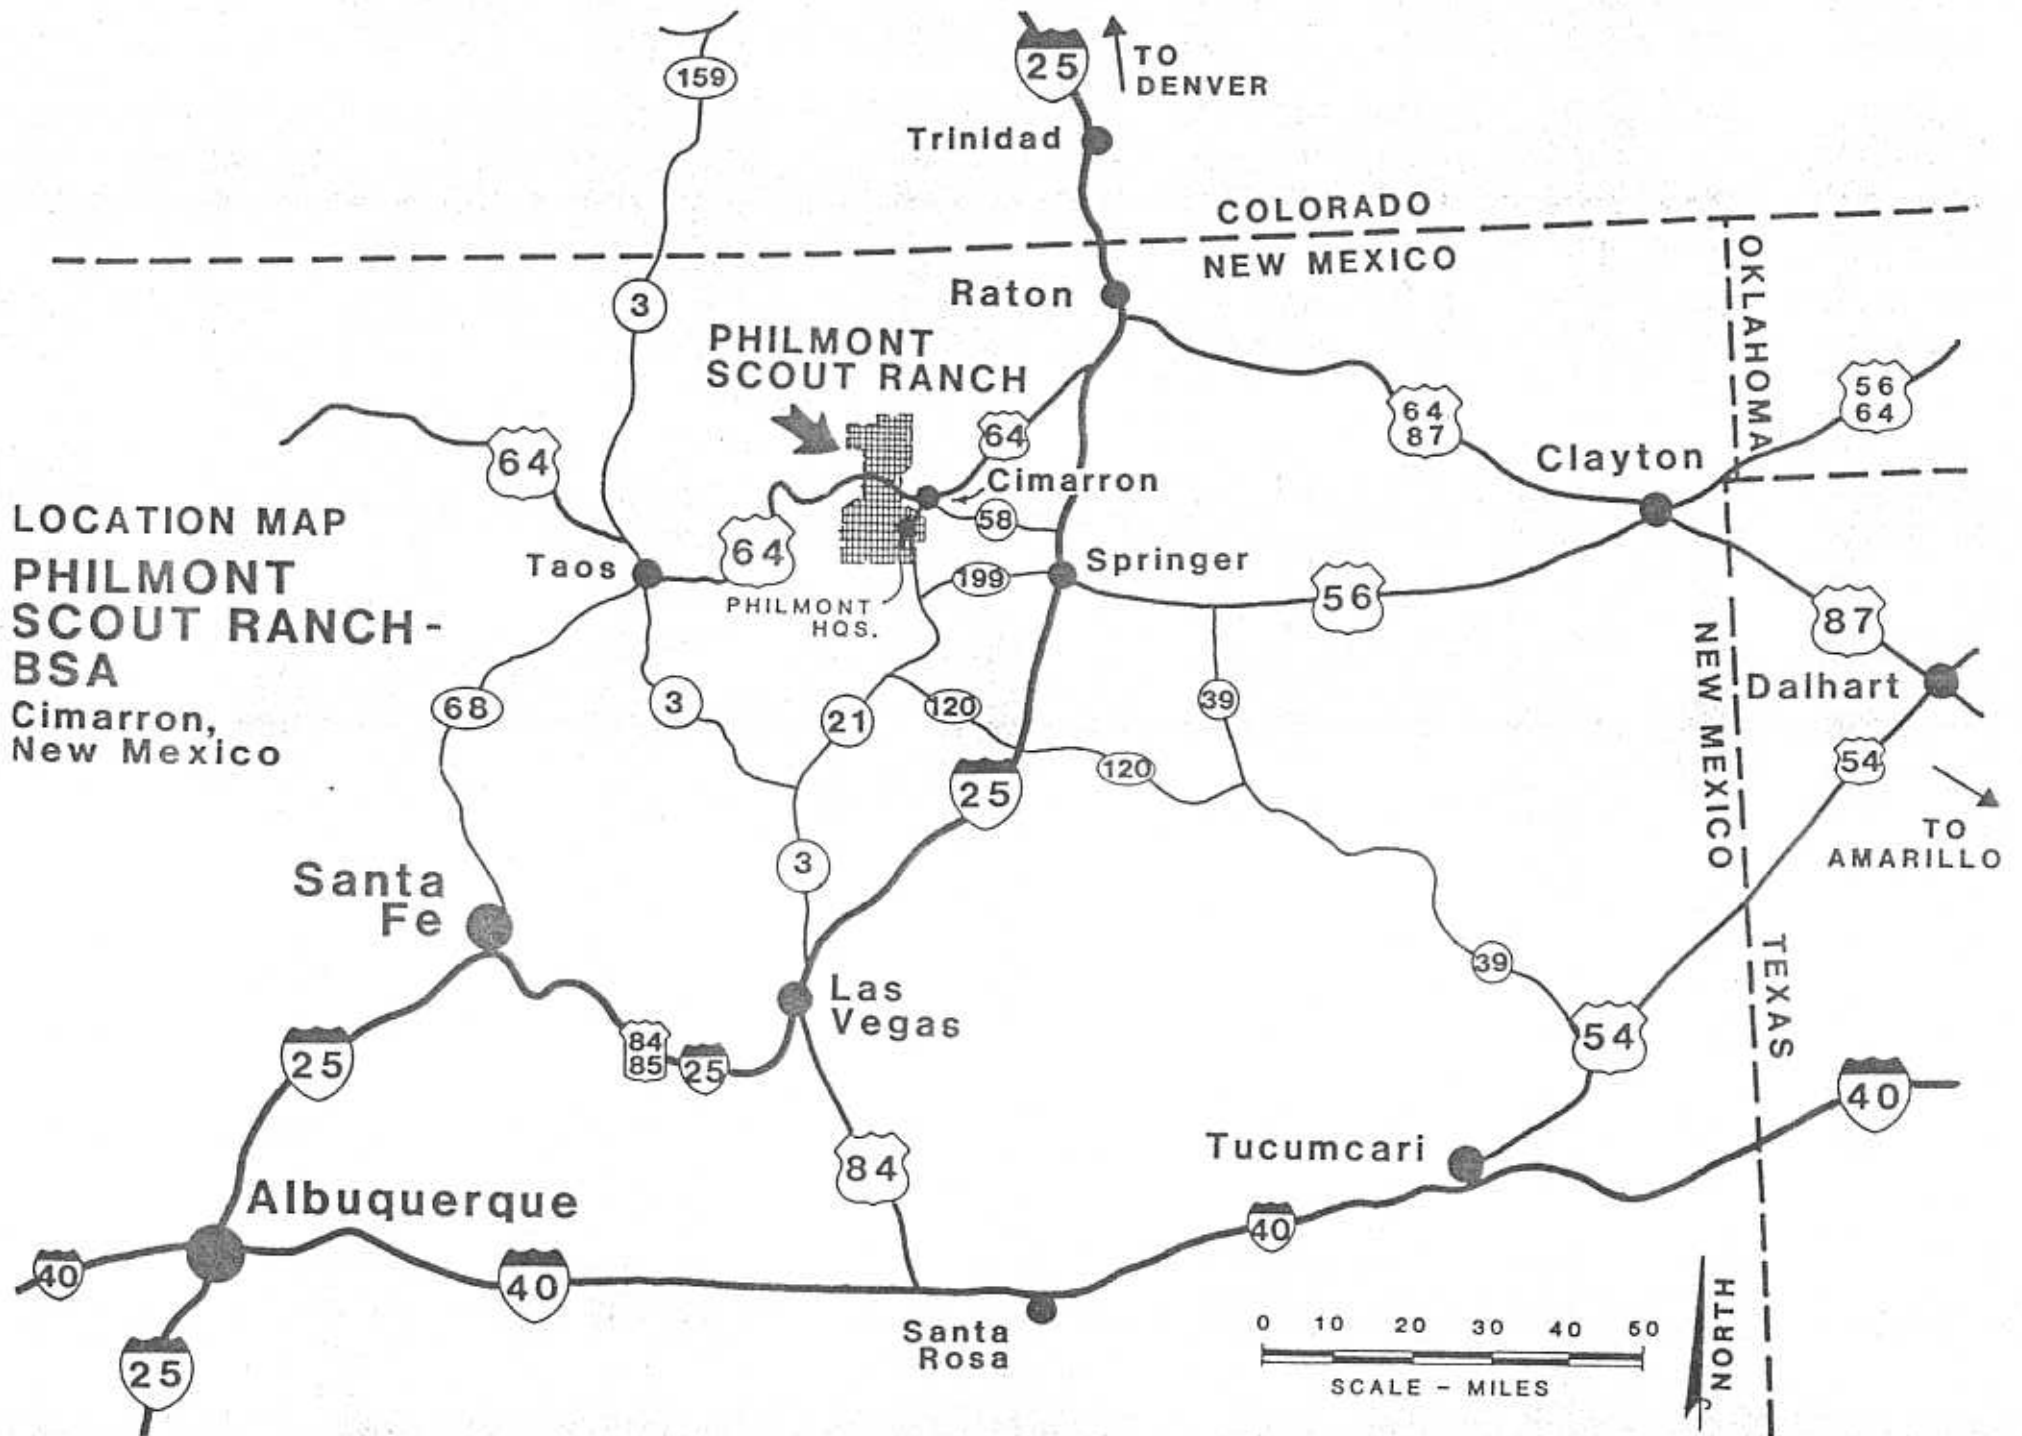 159
25
TO
DENVER
Trinidad
COLORADO
NEW MEXICO
OKLAHOMA
3
Raton
PHILMONT
SCOUT RANCH
64
64
87
56
64
Clayton
64
Cimarron
58
LOCATION MAP
PHILMONT
SCOUT RANCH-
BSA
Cimarron,
New Mexico
64
Taos
199
Springer
PHILMONT
HQS.
56
87
NEW MEXICO
Dalhart
68
3
21
120
39
120
54
25
TO
AMARILLO
3
Santa
Fe
39
TEXAS
Las
Vegas
54
25
84
85
25
40
84
Tucumcari
Albuquerque
40
40
40
25
Santa
Rosa
0 10 20 30 40 50
SCALE - MILES
NORTH